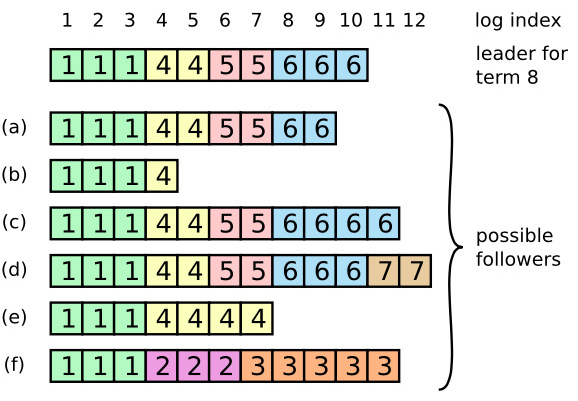 1 2 3 4 5 6 7 8 9 10 11 12 log index
1 1 1 4 4 5 5 6 6 6 leader for
term 8
(a) 1 1 1 4 4 5 5 6 6
(b) 1 1 1 4
(c) 1 1 1 4 4 5 5 6 6 6 6
possible
followers
(d) 1 1 1 4 4 5 5 6 6 6 7 7
(e) 1 1 1 4 4 4 4
(f) 1 1 1 2 2 2 3 3 3 3 3